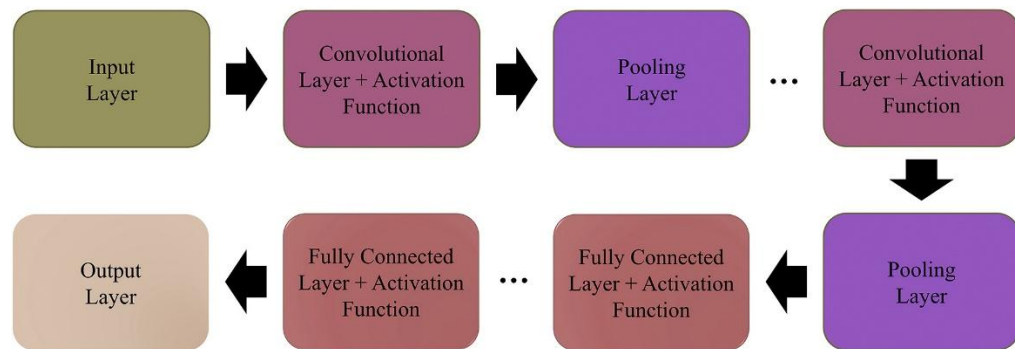 Input
Layer
Convolutional
Layer + Activation
Function
Pooling
Layer
...
Convolutional
Layer + Activation
Function
Output
Layer
Fully Connected
Layer + Activation
Function
...
Fully Connected
Layer + Activation
Function
Pooling
Layer